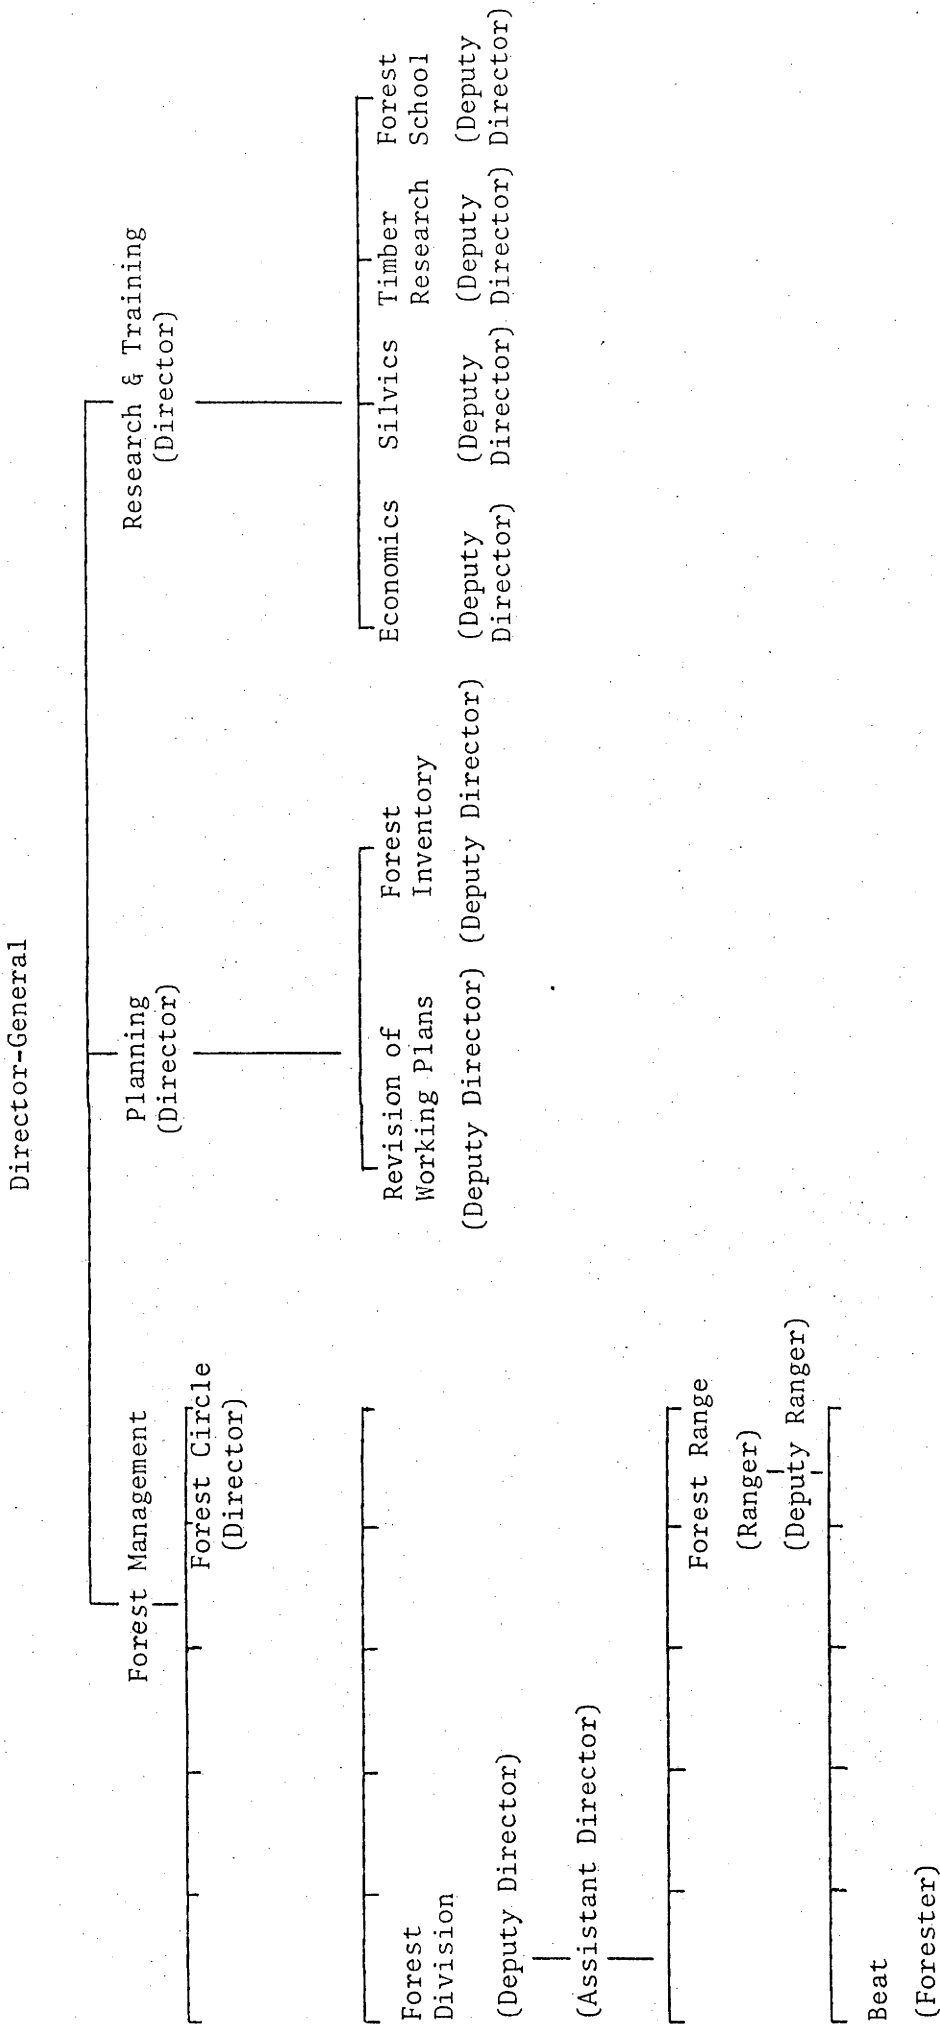 Director-General
Forest Management
Planning
(Director)
Research & Training
(Director)
Forest Circle
(Director)
Revision of
Working Plans
(Deputy Director)
Forest
Inventory
(Deputy Director)
Economics
(Deputy
Director)
Silvics
(Deputy
Director)
Timber
Research
(Deputy
Director)
Forest
School
(Deputy
Director)
Forest
Division
(Deputy Director)
(Assistant Director)
Forest Range
(Ranger)
(Deputy Ranger)
Beat
(Forester)